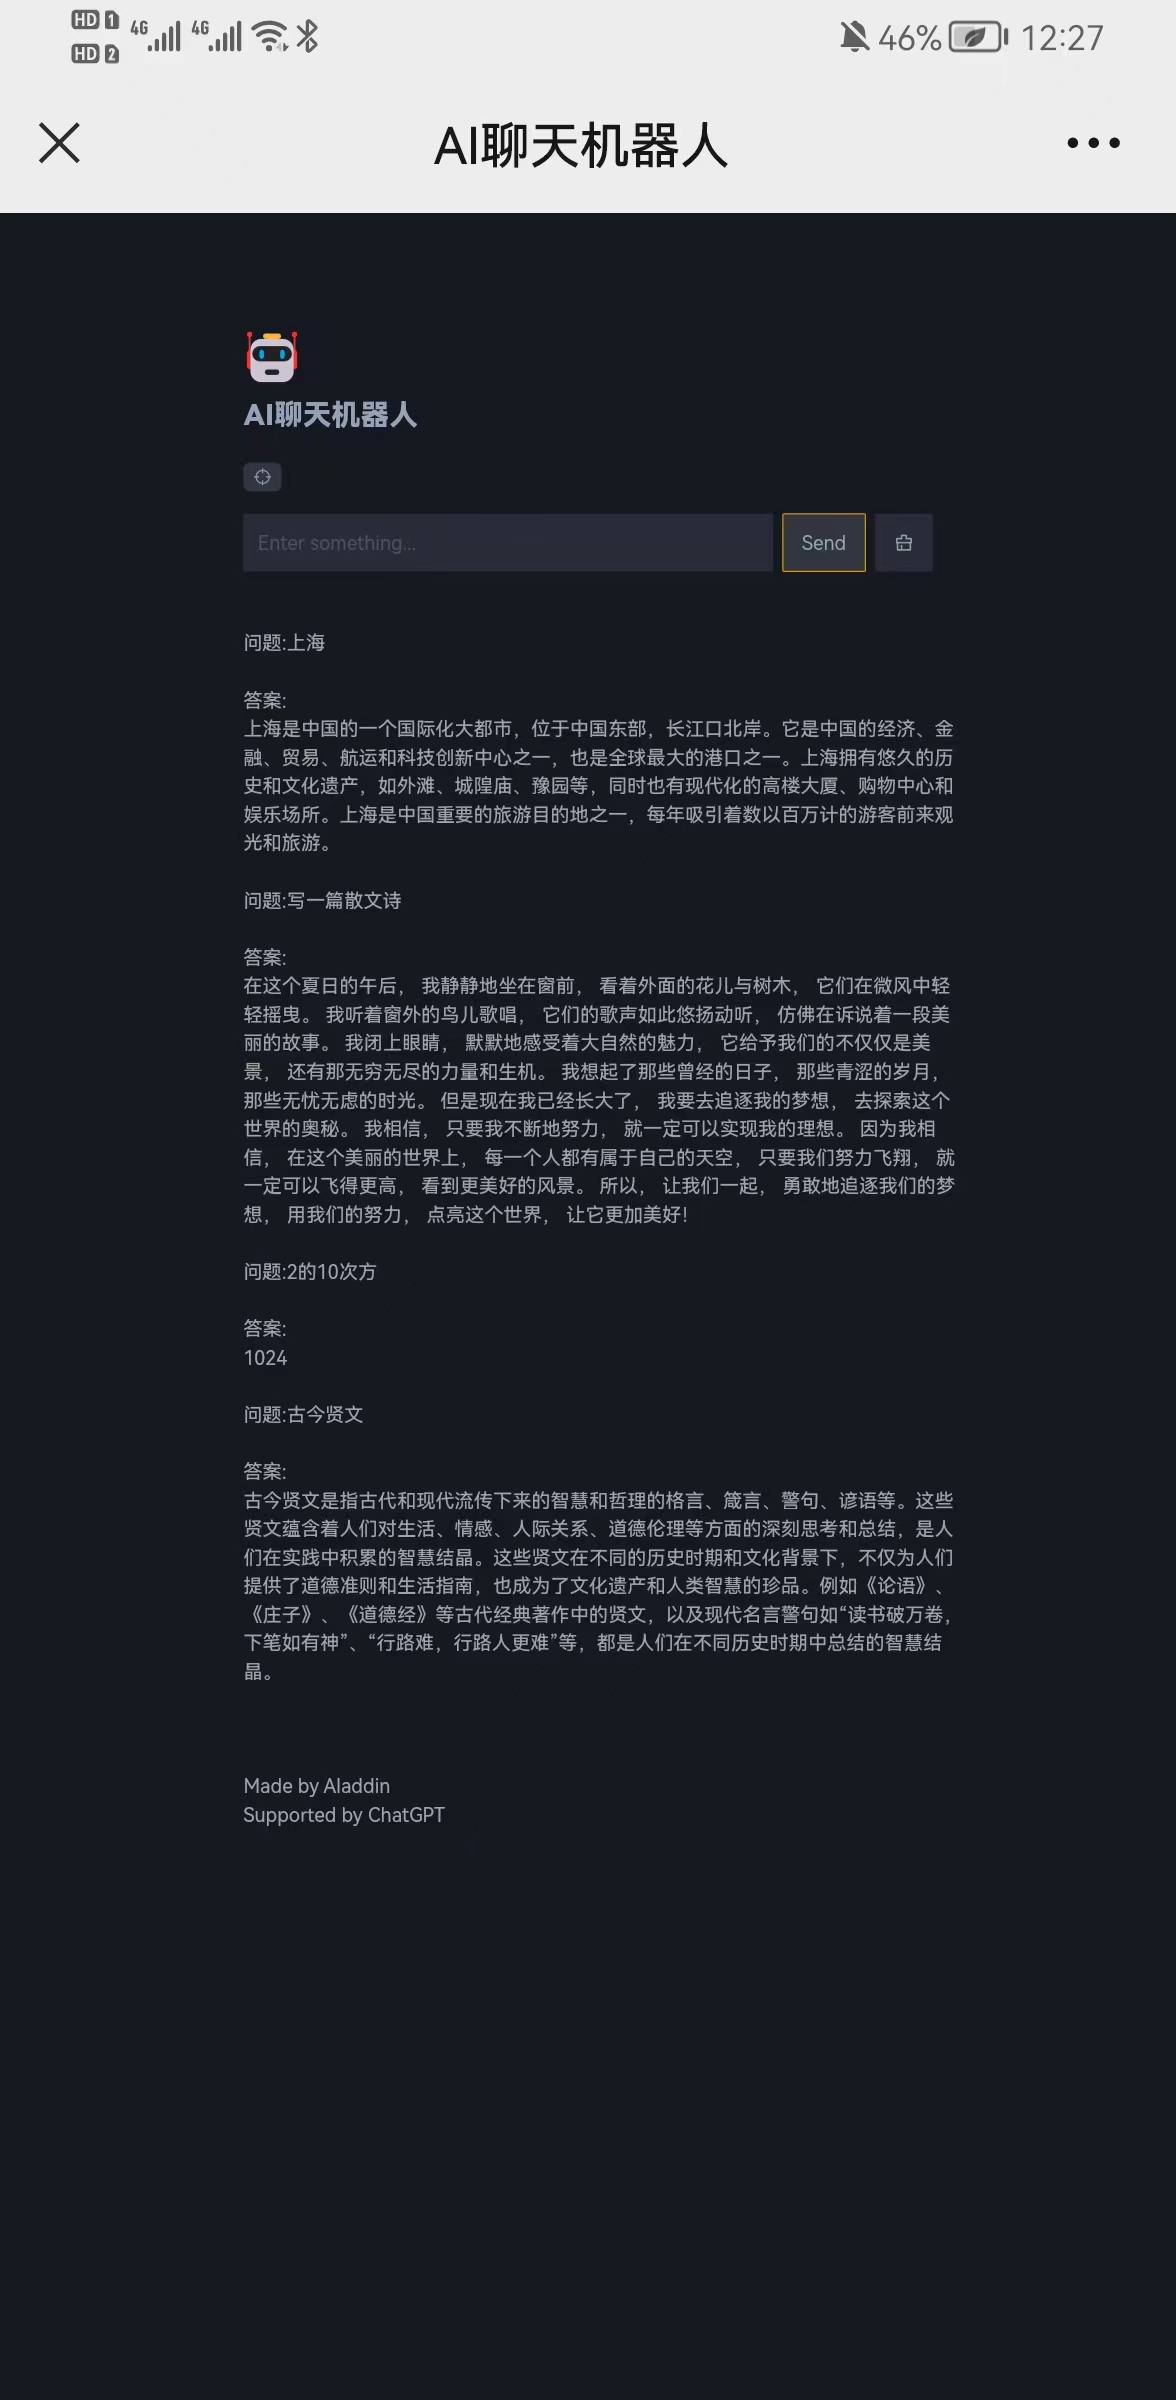 HD 1 4G 4G 46% 12:27
HD 2
AI聊天机器人
AI聊天机器人
Enter something... Send
问题:上海
答案:
上海是中国的一个国际化大都市，位于中国东部，长江口北岸。它是中国的经济、金
融、贸易、航运和科技创新中心之一，也是全球最大的港口之一。上海拥有悠久的历
史和文化遗产，如外滩、城隍庙、豫园等，同时也有现代化的高楼大厦、购物中心和
娱乐场所。上海是中国重要的旅游目的地之一，每年吸引着数以百万计的游客前来观
光和旅游。
问题:写一篇散文诗
答案:
在这个夏日的午后， 我静静地坐在窗前， 看着外面的花儿与树木， 它们在微风中轻
轻摇曳。 我听着窗外的鸟儿歌唱， 它们的歌声如此悠扬动听， 仿佛在诉说着一段美
丽的故事。 我闭上眼睛， 默默地感受着大自然的魅力， 它给予我们的不仅仅是美
景， 还有那无穷无尽的力量和生机。 我想起了那些曾经的日子， 那些青涩的岁月，
那些无忧无虑的时光。 但是现在我已经长大了， 我要去追逐我的梦想， 去探索这个
世界的奥秘。 我相信， 只要我不断地努力， 就一定可以实现我的理想。 因为我相
信， 在这个美丽的世界上， 每一个人都有属于自己的天空， 只要我们努力飞翔， 就
一定可以飞得更高， 看到更美好的风景。 所以， 让我们一起， 勇敢地追逐我们的梦
想， 用我们的努力， 点亮这个世界， 让它更加美好!
问题:2的10次方
答案:
1024
问题:古今贤文
答案:
古今贤文是指古代和现代流传下来的智慧和哲理的格言、箴言、警句、谚语等。这些
贤文蕴含着人们对生活、情感、人际关系、道德伦理等方面的深刻思考和总结，是人
们在实践中积累的智慧结晶。这些贤文在不同的历史时期和文化背景下，不仅为人们
提供了道德准则和生活指南，也成为了文化遗产和人类智慧的珍品。例如《论语》、
《庄子》、《道德经》等古代经典著作中的贤文，以及现代名言警句如“读书破万卷，
下笔如有神”、“行路难，行路人更难”等，都是人们在不同历史时期中总结的智慧结
晶。
Made by Aladdin
Supported by ChatGPT